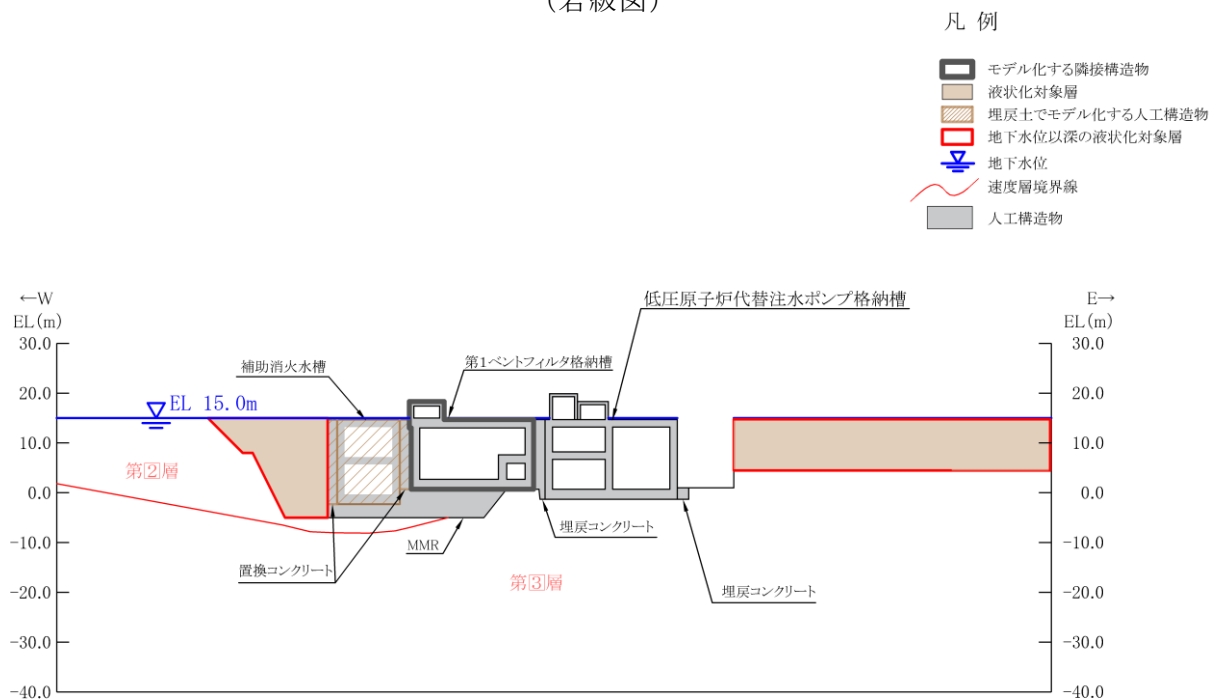 (岩級図)
凡 例
モデル化する隣接構造物
液状化対象層
埋戻土でモデル化する人工構造物
地下水位以深の液状化対象層
地下水位
速度層境界線
人工構造物
←W
EL(m)
30.0
20.0
10.0
0.0
-10.0
-20.0
-30.0
-40.0
E→
EL(m)
30.0
20.0
10.0
0.0
-10.0
-20.0
-30.0
-40.0
低圧原子炉代替注水ポンプ格納槽
補助消火水槽
第1ベントフィルタ格納槽
EL 15.0m
第②層
埋戻コンクリート
MMR
置換コンクリート
第③層
埋戻コンクリート